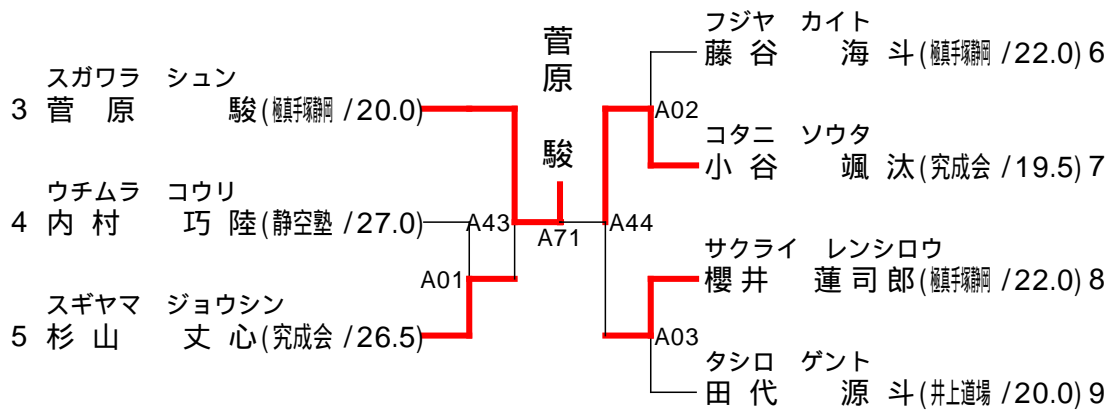 スガワラ シュン
3 菅原 駿(極真手塚静岡 /20.0)
ウチムラ コウリ
4 内村 巧陸(静空塾 /27.0)
スギヤマ ジョウシン
5 杉山 丈心(究成会 /26.5)
A43
A01
菅原 駿
A71
A02
A44
A03
フジヤ カイト
藤谷 海斗(極真手塚静岡 /22.0) 6
コタニ ソウタ
小谷 颯汰(究成会 /19.5) 7
サクライ レンシロウ
櫻井 蓮司郎(極真手塚静岡 /22.0) 8
タシロ ゲント
田代 源斗(井上道場 /20.0) 9